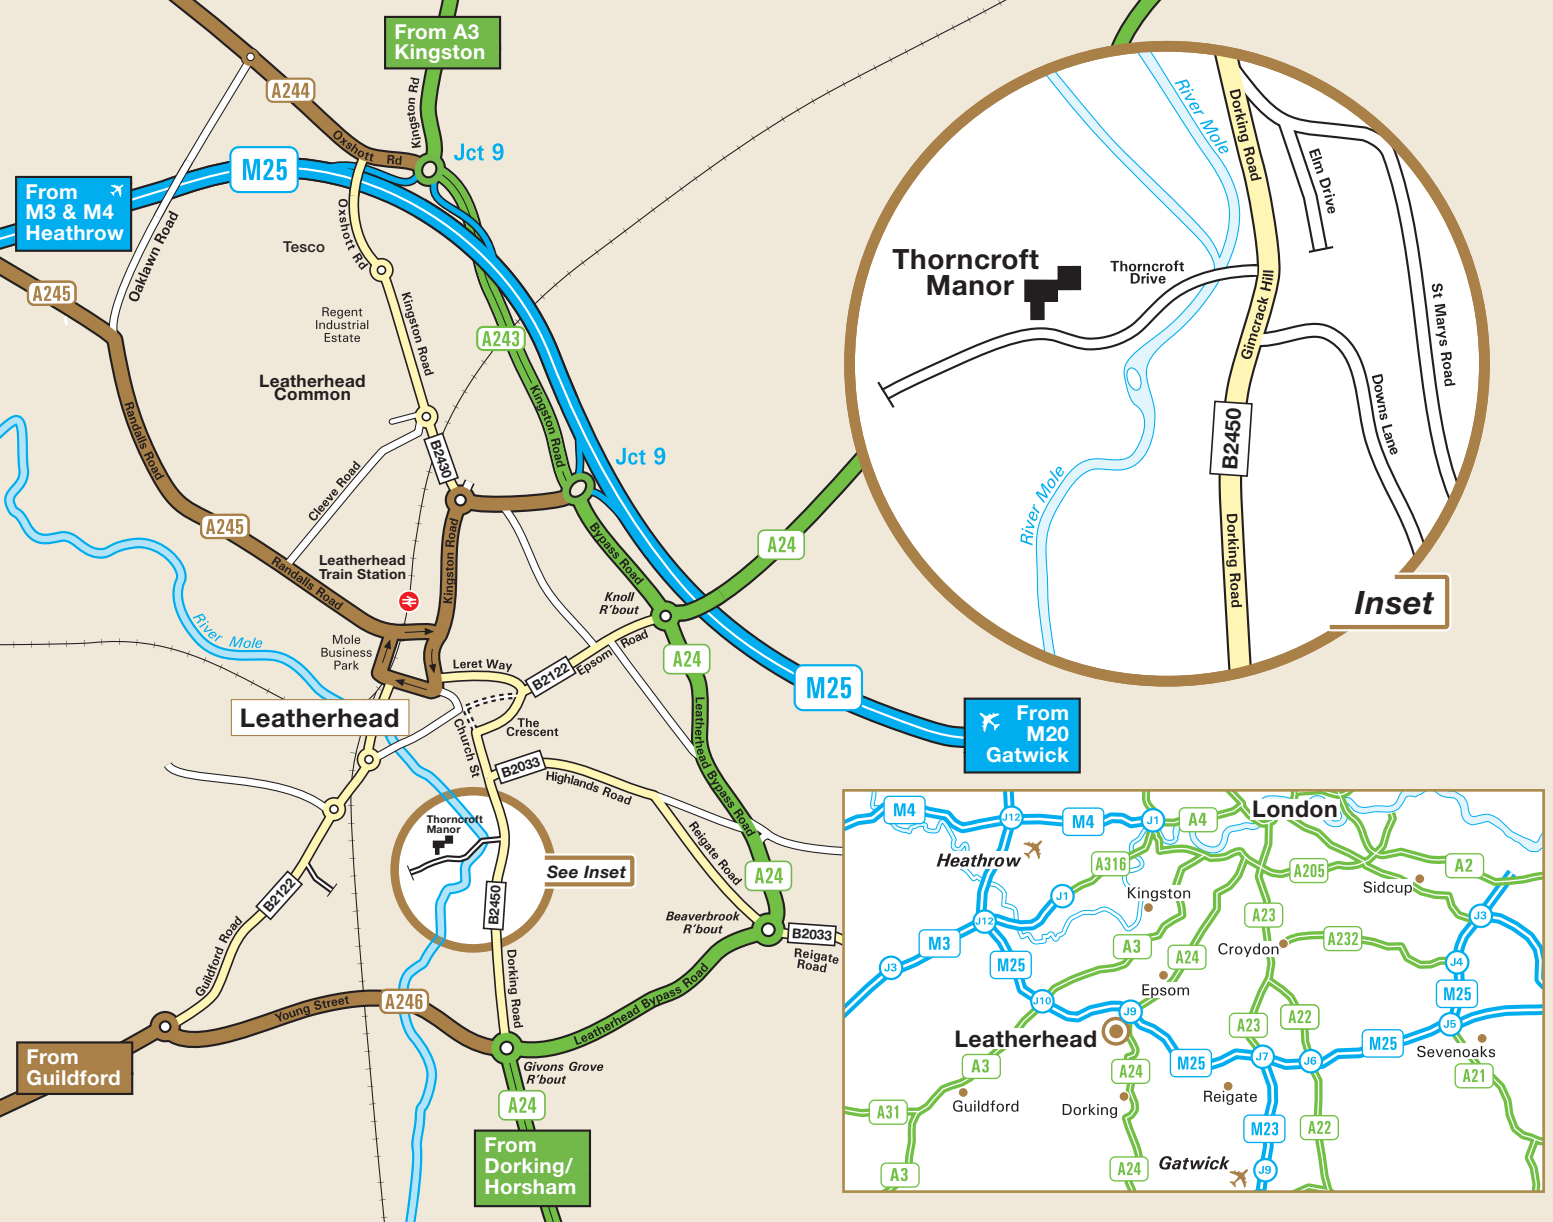 From A3
Kingston
A244
Kingston Rd
Oxshott Rd
Jct 9
M25
From
M3 & M4
Heathrow
Oaklawn Road
Oxshott Rd
Tesco
A245
Kingston Road
Regent
Industrial
Estate
A243
Leatherhead
Common
Randalls Road
Kingston Road
B2430
Jct 9
Cleeve Road
A245
Bypass Road
A24
Leatherhead
Train Station
Kingston Road
Randalls Road
Knoll
R'bout
River Mole
Mole
Business
Park
Leret Way
B2122
Epsom Road
A24
M25
Leatherhead
Church St
The
Crescent
Leatherhead Bypass Road
From
M20
Gatwick
B2033
Highlands Road
Thorncroft
Manor
Reigate Road
See Inset
A24
B2122
B2450
Beaverbrook
R'bout
B2033
Reigate
Road
Guildford Road
Dorking Road
Leatherhead Bypass Road
Young Street
A246
From
Guildford
Givons Grove
R'bout
A24
From
Dorking/
Horsham
River Mole
Dorking Road
Elm Drive
Thorncroft
Manor
Thorncroft
Drive
Gimcrack Hill
St Marys Road
Downs Lane
B2450
River Mole
Dorking Road
Inset
M4
J12
M4
J1
A4
London
Heathrow
A316
A205
A2
Sidcup
Kingston
J1
J12
A23
J3
M3
A3
A24
Croydon
A232
J3
M25
J4
Epsom
M25
J10
J9
A23
A22
J5
Leatherhead
M25
J7
J6
M25
Sevenoaks
A3
A24
A21
Guildford
Reigate
A31
Dorking
M23
A22
Gatwick
A3
A24
J9